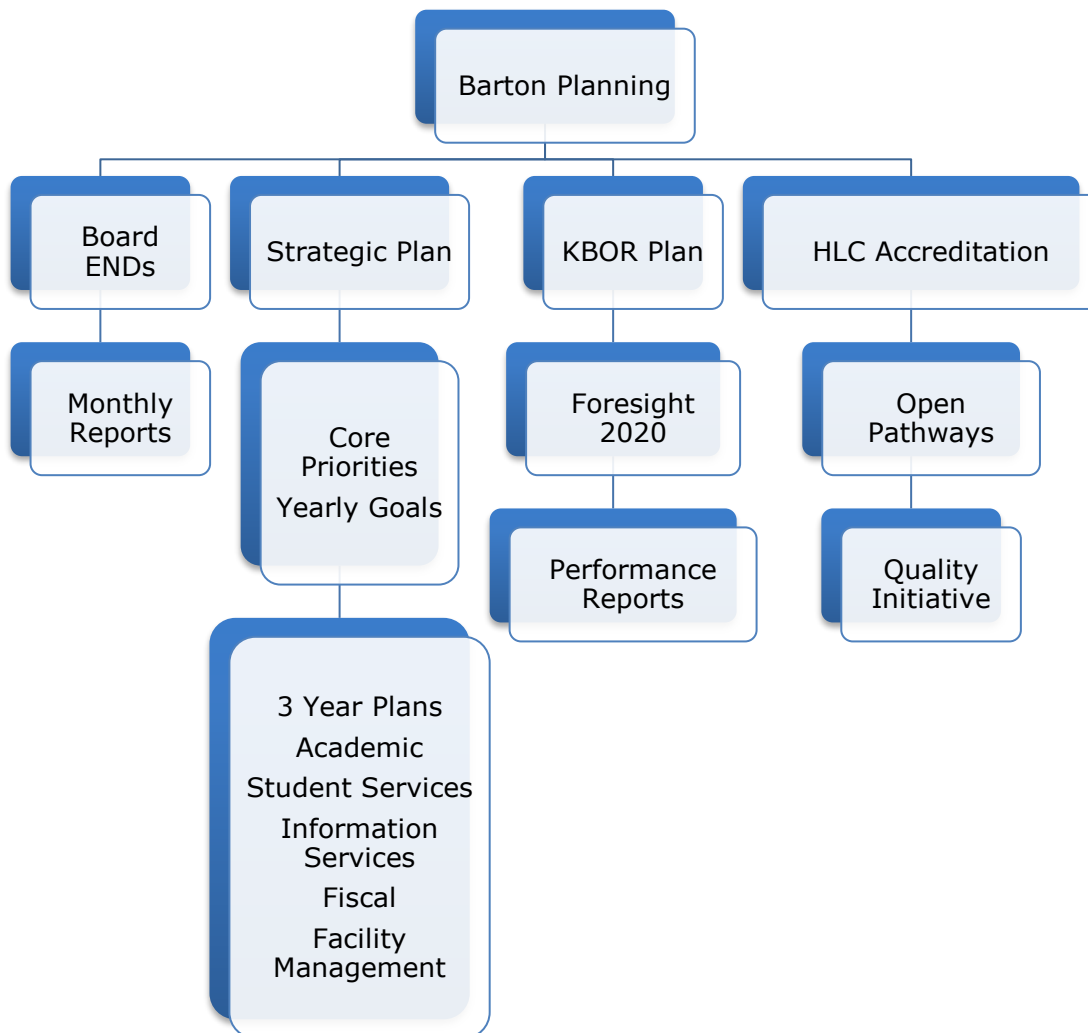 Barton Planning
Board
ENDs
Strategic Plan
KBOR Plan
HLC Accreditation
Monthly
Reports
Core
Priorities
Yearly Goals
Foresight
2020
Open
Pathways
Performance
Reports
Quality
Initiative
3 Year Plans
Academic
Student Services
Information
Services
Fiscal
Facility
Management